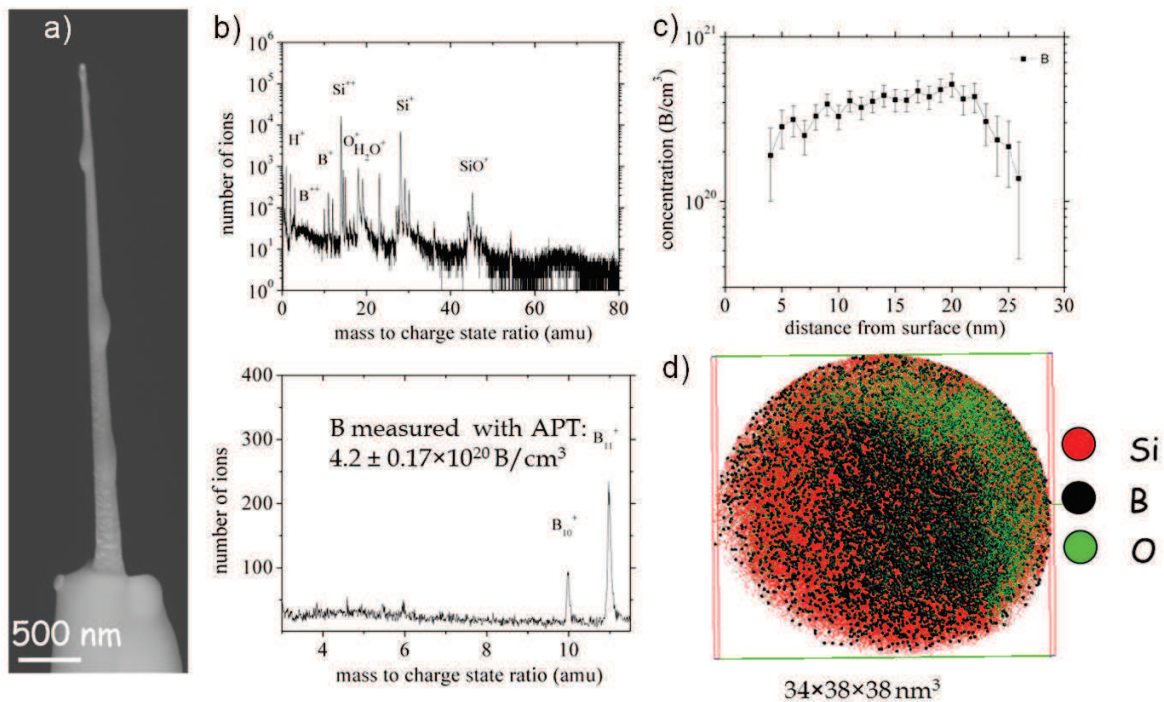 a)
500 nm
b)
10^6
10^5
10^4
10^3
10^2
10^1
10^0
number of ions
H^+
B^++
B^+
Si^++
O^+
H_2O^+
Si^+
SiO^+
0 20 40 60 80
mass to charge state ratio (amu)
400
300
200
100
number of ions
B measured with APT:
4.2 ± 0.17×10^20 B/cm^3
B_10^+
B_11^+
4 6 8 10
mass to charge state ratio (amu)
c)
10^21
10^20
concentration (B/cm^3)
B
0 5 10 15 20 25 30
distance from surface (nm)
d)
Si
B
O
34×38×38 nm^3